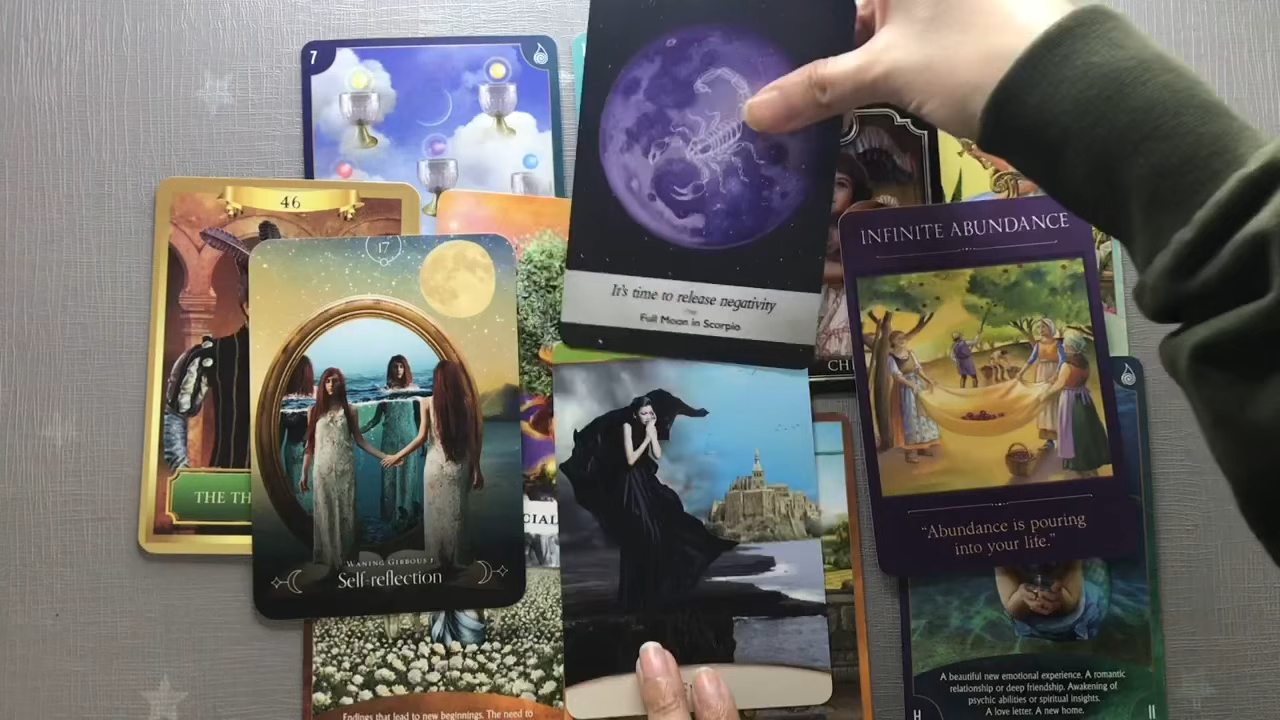 7
46
17
INFINITE ABUNDANCE
It's time to release negativity
Full Moon in Scorpio
"Abundance is pouring
into your life."
THE TH
CIAL
CH
WANING GIBBOUS I
Self-reflection
A beautiful new emotional experience. A romantic
relationship or deep friendship. Awakening of
psychic abilities or spiritual insights.
A love letter. A new home.
Endings that lead to new beginnings. The need to